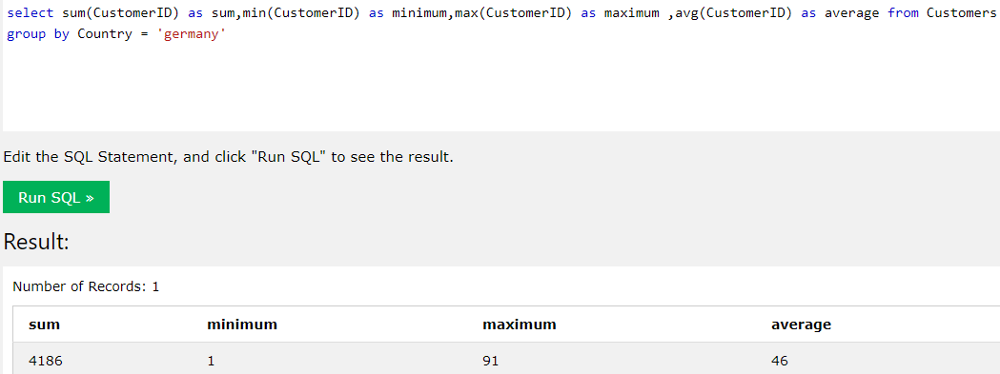 select sum(CustomerID) as sum,min(CustomerID) as minimum,max(CustomerID) as maximum ,avg(CustomerID) as average from Customers
group by Country = 'germany'
Edit the SQL Statement, and click "Run SQL" to see the result.
Run SQL »
Result:
Number of Records: 1
sum minimum maximum average
4186 1 91 46